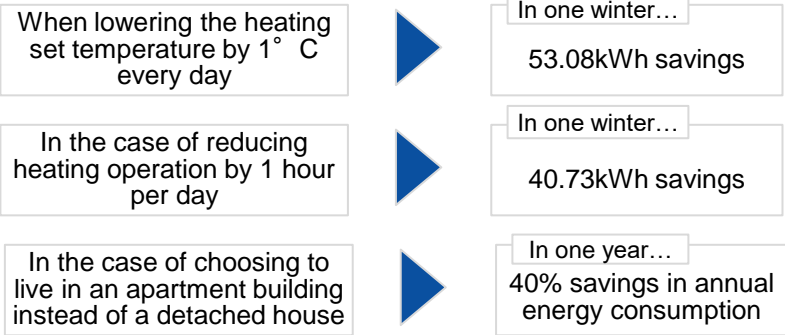 When lowering the heating
set temperature by 1° C
every day
In one winter…
53.08kWh savings
In the case of reducing
heating operation by 1 hour
per day
In one winter…
40.73kWh savings
In the case of choosing to
live in an apartment building
instead of a detached house
In one year…
40% savings in annual
energy consumption